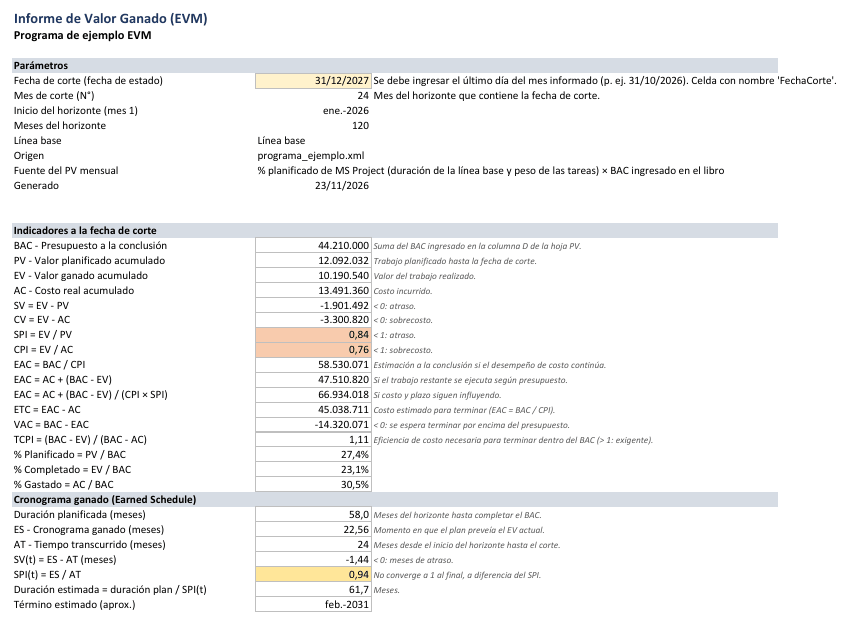 Informe de Valor Ganado (EVM)
Programa de ejemplo EVM
Parámetros
Fecha de corte (fecha de estado) 31/12/2027 Se debe ingresar el último día del mes informado (p. ej. 31/10/2026). Celda con nombre 'FechaCorte'.
Mes de corte (N°) 24 Mes del horizonte que contiene la fecha de corte.
Inicio del horizonte (mes 1) ene.-2026
Meses del horizonte 120
Línea base Línea base
Origen programa_ejemplo.xml
Fuente del PV mensual % planificado de MS Project (duración de la línea base y peso de las tareas) × BAC ingresado en el libro
Generado 23/11/2026
Indicadores a la fecha de corte
BAC - Presupuesto a la conclusión 44.210.000 Suma del BAC ingresado en la columna D de la hoja PV.
PV - Valor planificado acumulado 12.092.032 Trabajo planificado hasta la fecha de corte.
EV - Valor ganado acumulado 10.190.540 Valor del trabajo realizado.
AC - Costo real acumulado 13.491.360 Costo incurrido.
SV = EV - PV -1.901.492 < 0: atraso.
CV = EV - AC -3.300.820 < 0: sobrecosto.
SPI = EV / PV 0,84 < 1: atraso.
CPI = EV / AC 0,76 < 1: sobrecosto.
EAC = BAC / CPI 58.530.071 Estimación a la conclusión si el desempeño de costo continúa.
EAC = AC + (BAC - EV) 47.510.820 Si el trabajo restante se ejecuta según presupuesto.
EAC = AC + (BAC - EV) / (CPI × SPI) 66.934.018 Si costo y plazo siguen influyendo.
ETC = EAC - AC 45.038.711 Costo estimado para terminar (EAC = BAC / CPI).
VAC = BAC - EAC -14.320.071 < 0: se espera terminar por encima del presupuesto.
TCPI = (BAC - EV) / (BAC - AC) 1,11 Eficiencia de costo necesaria para terminar dentro del BAC (> 1: exigente).
% Planificado = PV / BAC 27,4%
% Completado = EV / BAC 23,1%
% Gastado = AC / BAC 30,5%
Cronograma ganado (Earned Schedule)
Duración planificada (meses) 58,0 Meses del horizonte hasta completar el BAC.
ES - Cronograma ganado (meses) 22,56 Momento en que el plan preveía el EV actual.
AT - Tiempo transcurrido (meses) 24 Meses desde el inicio del horizonte hasta el corte.
SV(t) = ES - AT (meses) -1,44 < 0: meses de atraso.
SPI(t) = ES / AT 0,94 No converge a 1 al final, a diferencia del SPI.
Duración estimada = duración plan / SPI(t) 61,7 Meses.
Término estimado (aprox.) feb.-2031